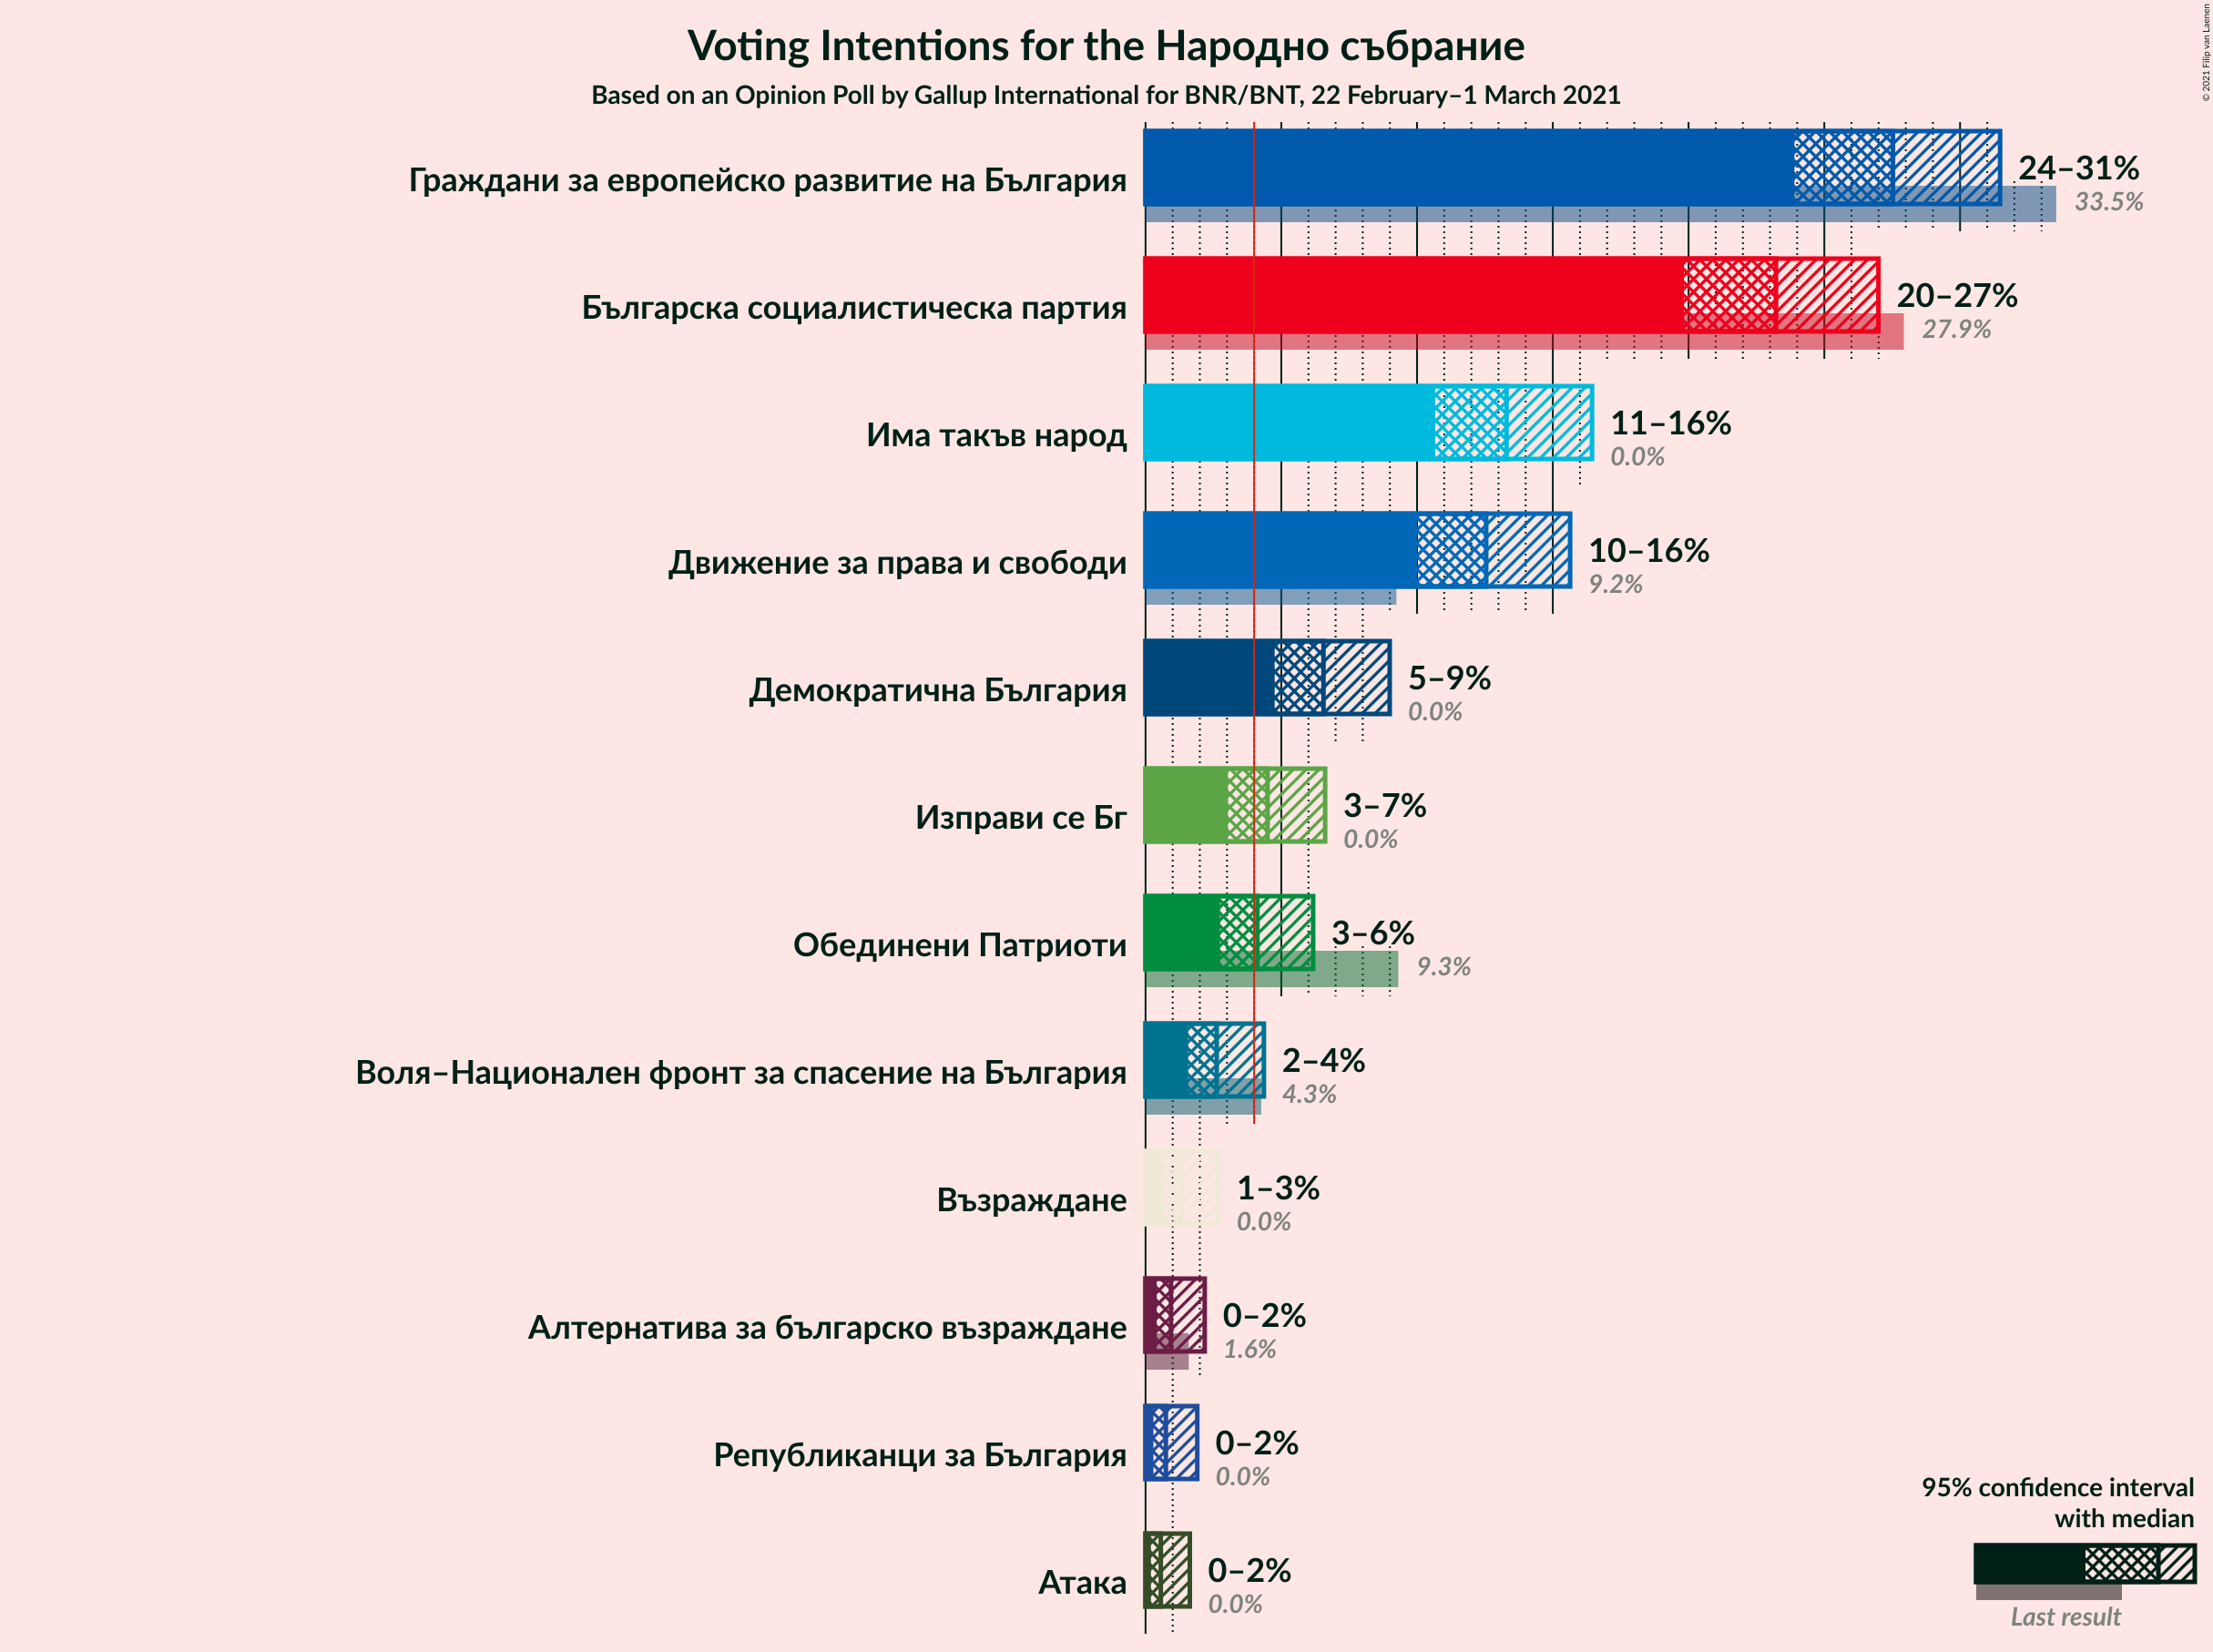 Voting Intentions for the Народно събрание
Based on an Opinion Poll by Gallup International for BNR/BNT, 22 February–1 March 2021
© 2021 Filip van Laenen
Граждани за европейско развитие на България
24–31%
33.5%
Българска социалистическа партия
20–27%
27.9%
Има такъв народ
11–16%
0.0%
Движение за права и свободи
10–16%
9.2%
Демократична България
5–9%
0.0%
Изправи се Бг
3–7%
0.0%
Обединени Патриоти
3–6%
9.3%
Воля–Национален фронт за спасение на България
2–4%
4.3%
Възраждане
1–3%
0.0%
Алтернатива за българско възраждане
0–2%
1.6%
Републиканци за България
0–2%
0.0%
Атака
0–2%
0.0%
95% confidence interval
with median
Last result